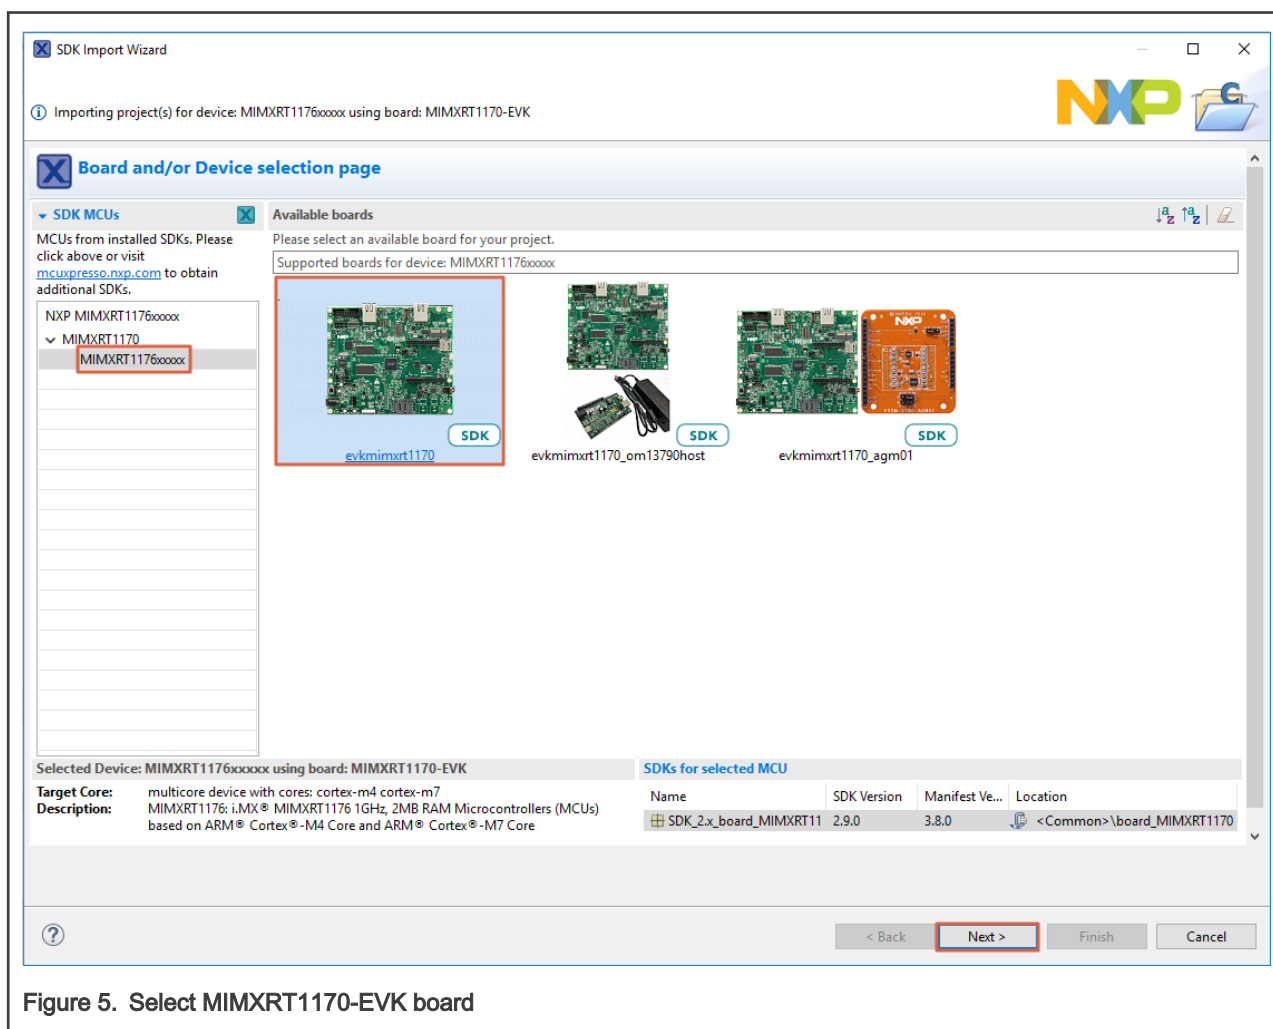 SDK Import Wizard
Importing project(s) for device: MIMXRT1176xxxxx using board: MIMXRT1170-EVK
NXP
C
Board and/or Device selection page
SDK MCUs
MCUs from installed SDKs. Please
click above or visit
mcuxpresso.nxp.com to obtain
additional SDKs.
NXP MIMXRT1176xxxxx
MIMXRT1170
MIMXRT1176xxxxx
Available boards
Please select an available board for your project.
Supported boards for device: MIMXRT1176xxxxx
SDK
evkmimxrt1170
SDK
evkmimxrt1170_om13790host
NXP
SDK
evkmimxrt1170_agm01
Selected Device: MIMXRT1176xxxxx using board: MIMXRT1170-EVK
Target Core: multicore device with cores: cortex-m4 cortex-m7
Description: MIMXRT1176: i.MX® MIMXRT1176 1GHz, 2MB RAM Microcontrollers (MCUs)
based on ARM® Cortex®-M4 Core and ARM® Cortex®-M7 Core
SDKs for selected MCU
Name SDK Version Manifest Ve... Location
SDK_2.x_board_MIMXRT11 2.9.0 3.8.0 <Common>\board_MIMXRT1170
< Back Next > Finish Cancel
Figure 5. Select MIMXRT1170-EVK board